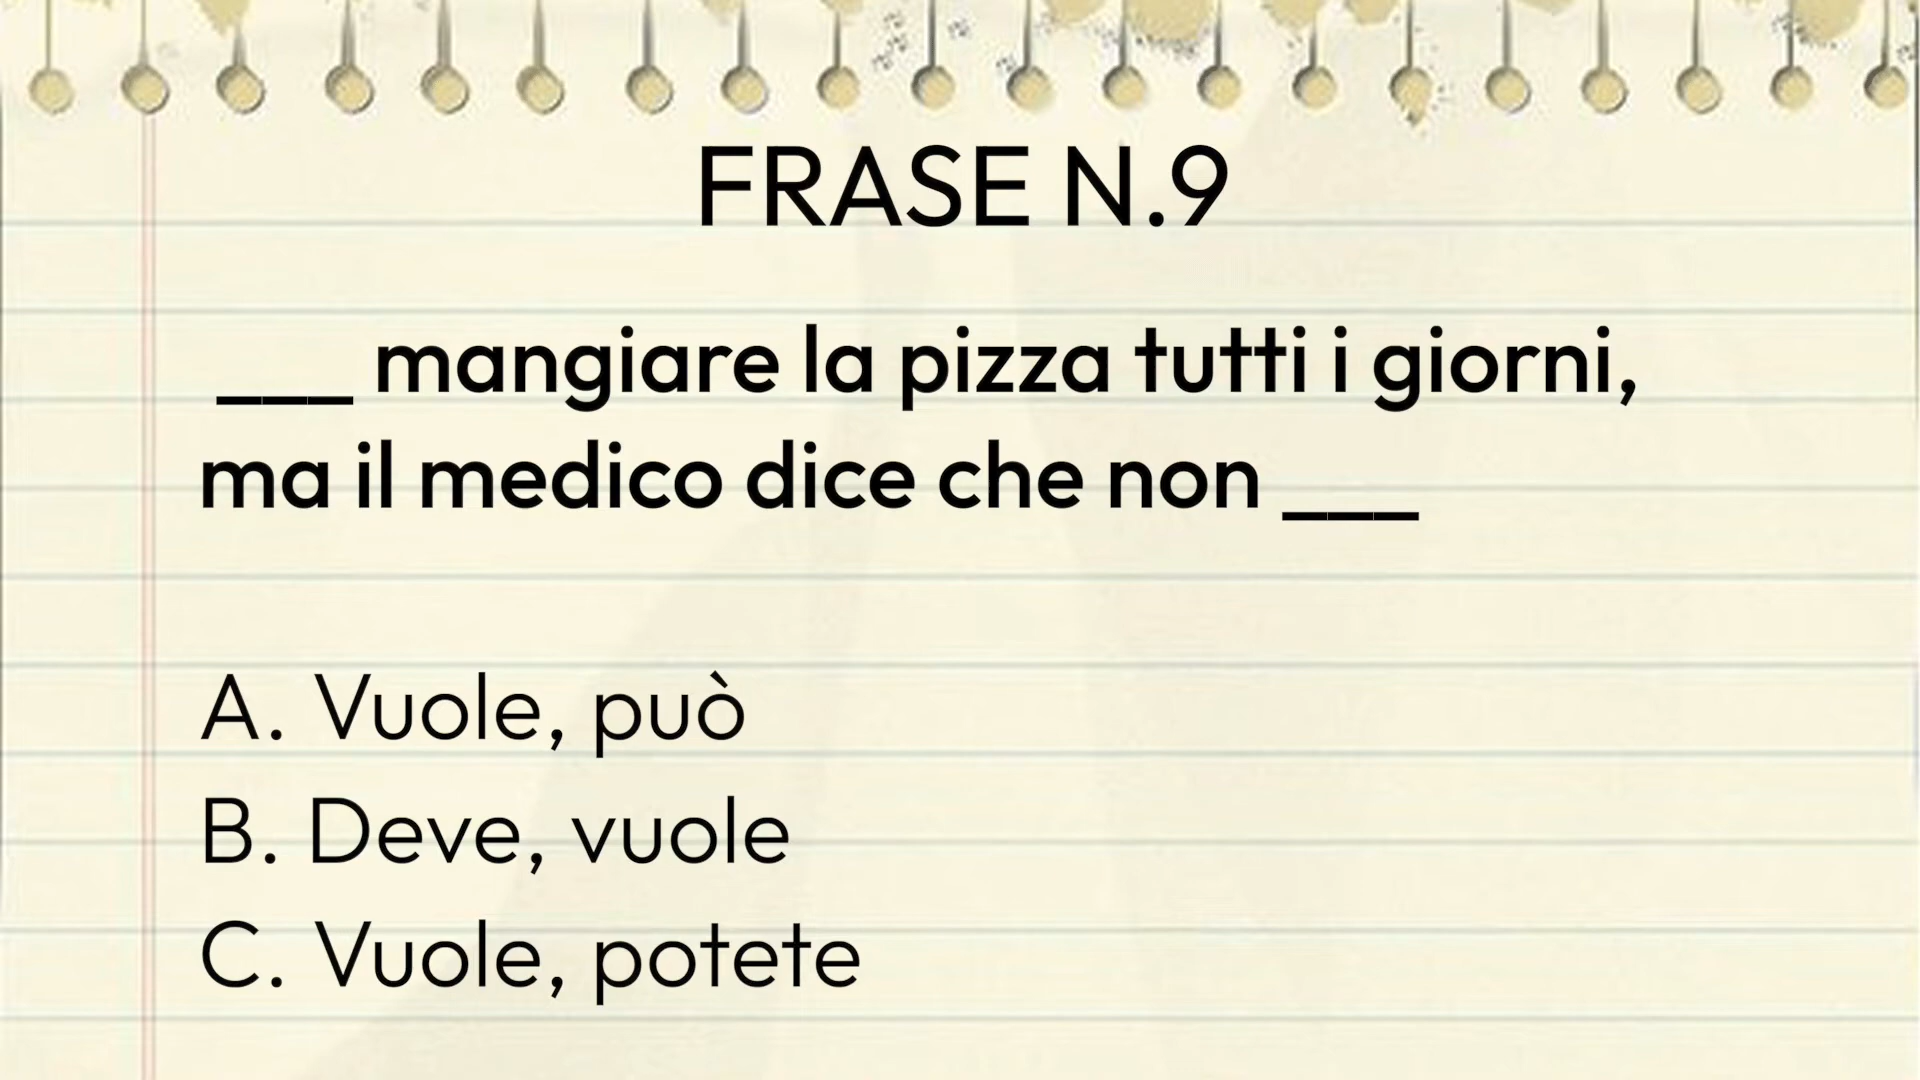 FRASE N.9
___ mangiare la pizza tutti i giorni,
ma il medico dice che non ___
A. Vuole, può
B. Deve, vuole
C. Vuole, potete